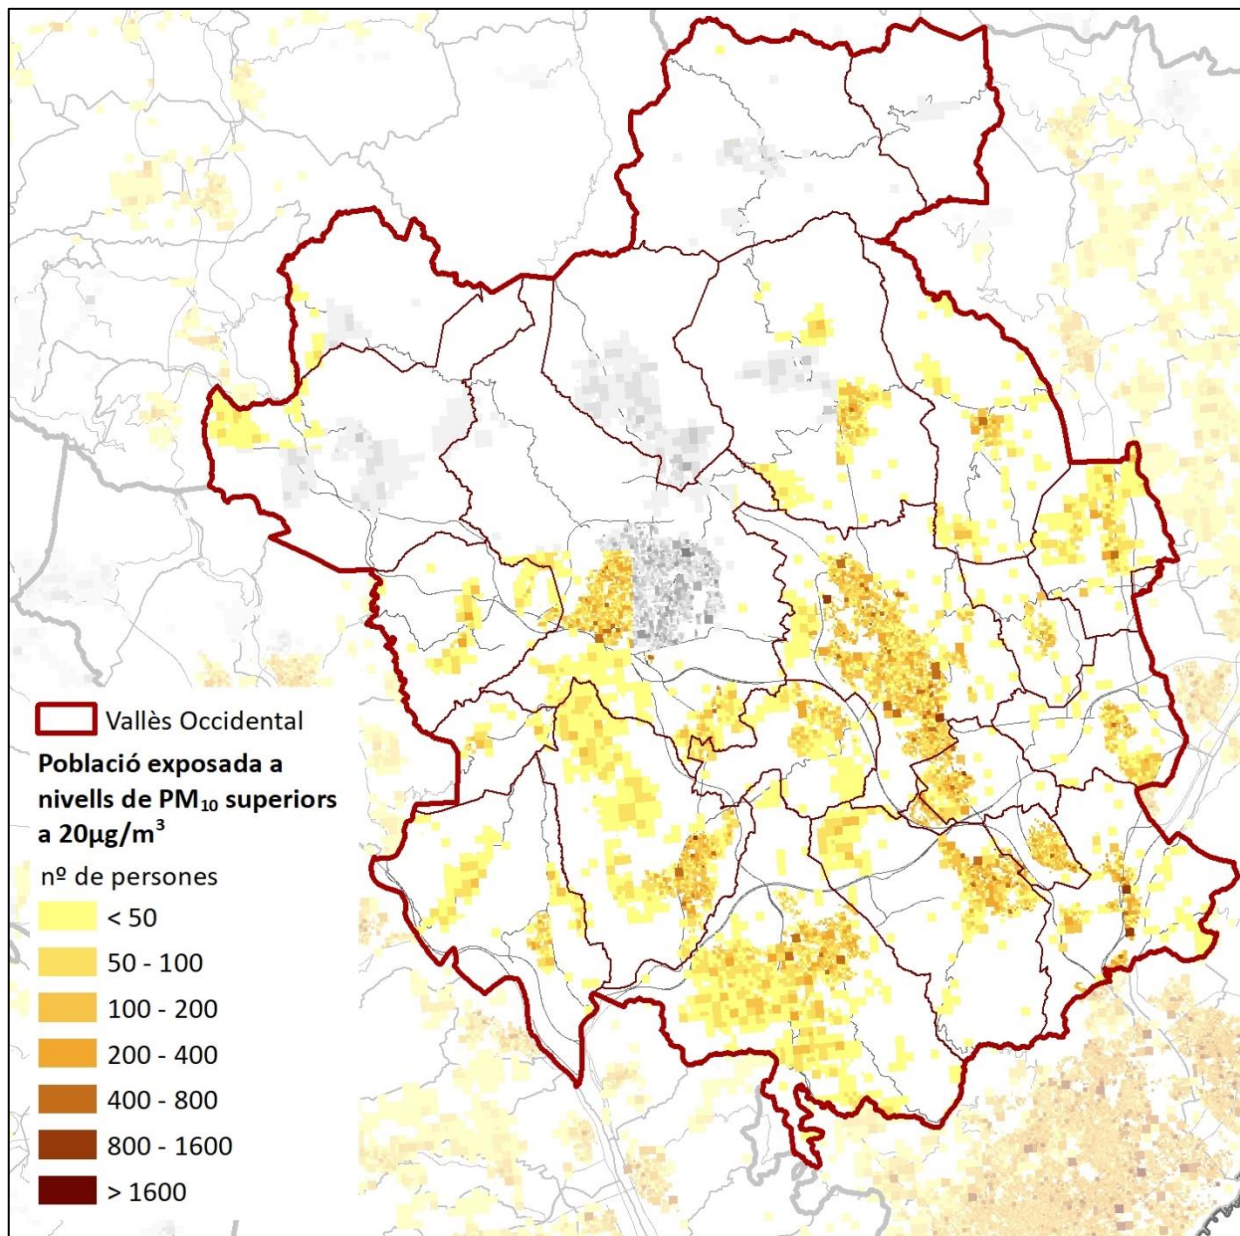 Vallès Occidental
Població exposada a
nivells de PM₁₀ superiors
a 20µg/m³
nº de persones
< 50
50 - 100
100 - 200
200 - 400
400 - 800
800 - 1600
> 1600